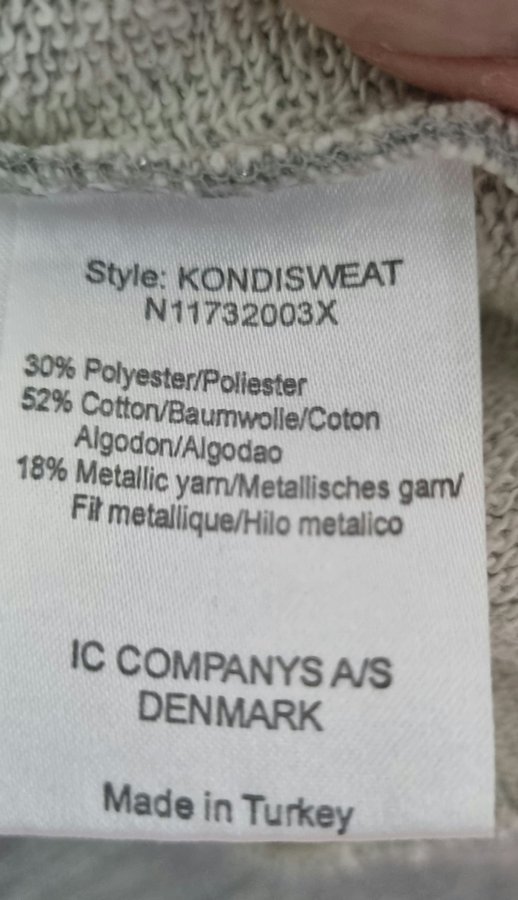 Style: KONDISWEAT
N11732003X
30% Polyester/Poliester
52% Cotton/Baumwolle/Coton
Algodon/Algodao
18% Metallic yarn/Metallisches garn/
Fil metallique/Hilo metalico
IC COMPANYS A/S
DENMARK
Made in Turkey